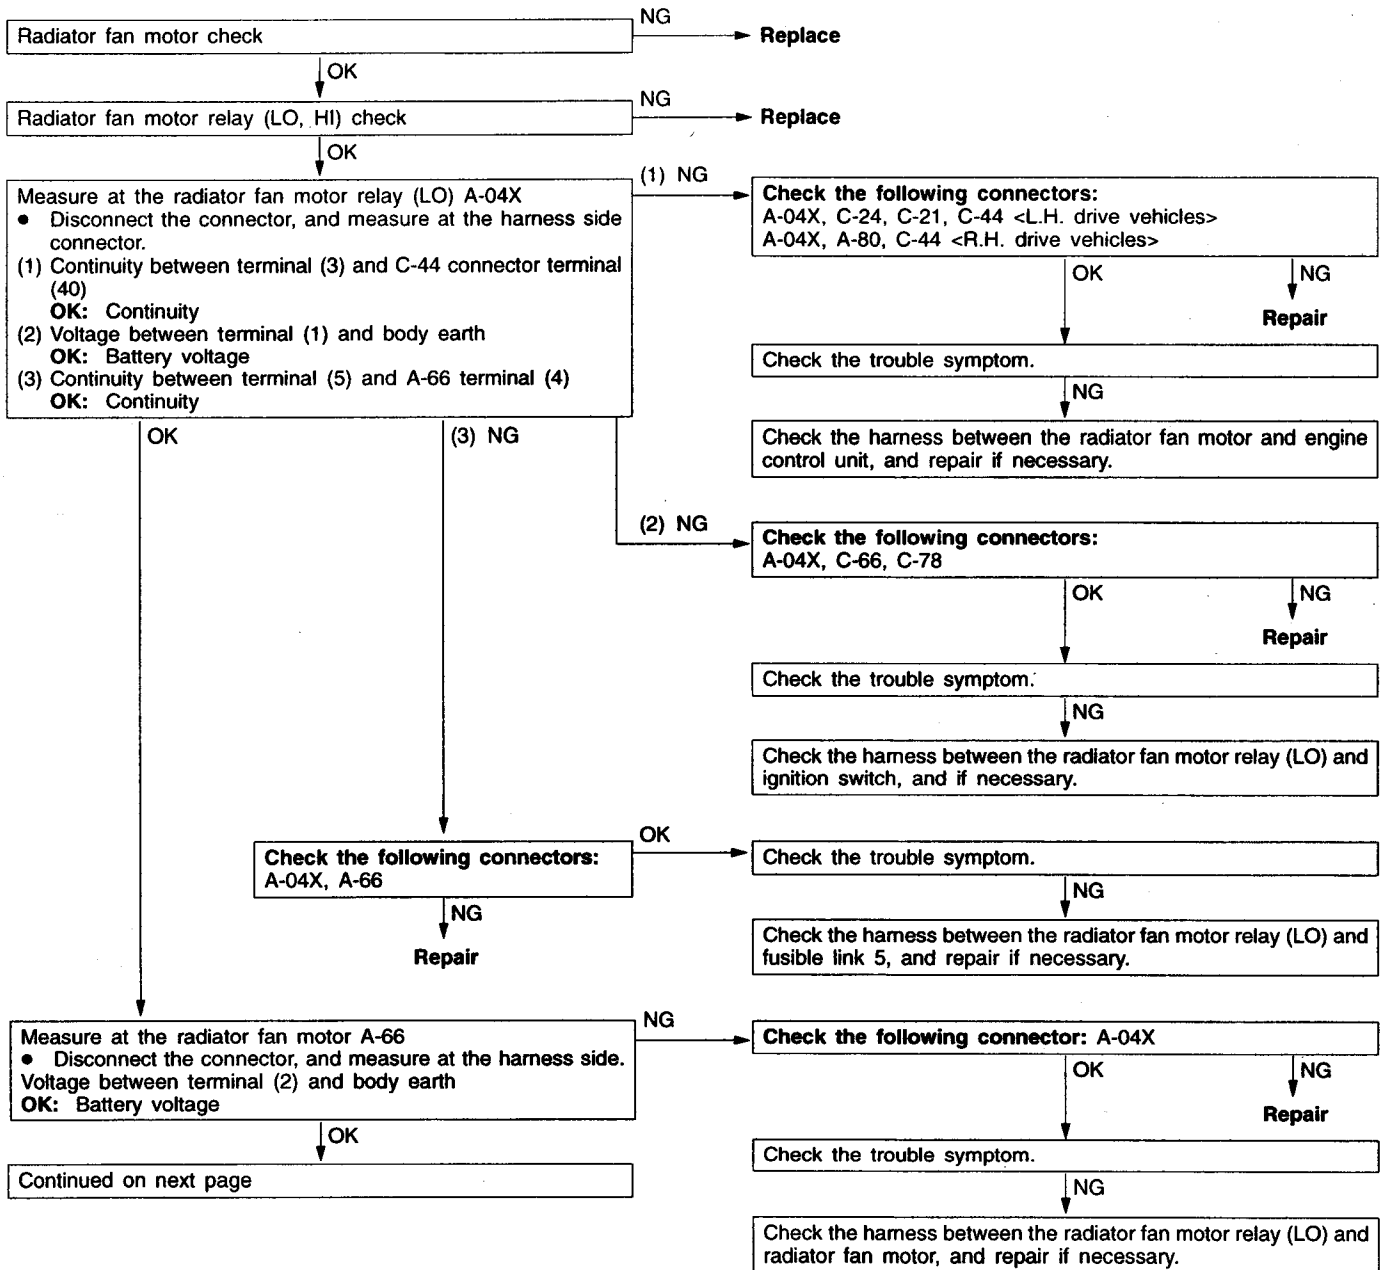 Radiator fan motor check
NG
Replace
OK
Radiator fan motor relay (LO, HI) check
NG
Replace
OK
Measure at the radiator fan motor relay (LO) A-04X
● Disconnect the connector, and measure at the harness side
connector.
(1) Continuity between terminal (3) and C-44 connector terminal
(40)
OK: Continuity
(2) Voltage between terminal (1) and body earth
OK: Battery voltage
(3) Continuity between terminal (5) and A-66 terminal (4)
OK: Continuity
(1) NG
Check the following connectors:
A-04X, C-24, C-21, C-44 <L.H. drive vehicles>
A-04X, A-80, C-44 <R.H. drive vehicles>
OK
NG
Repair
Check the trouble symptom.
NG
Check the harness between the radiator fan motor and engine
control unit, and repair if necessary.
(2) NG
Check the following connectors:
A-04X, C-66, C-78
OK
NG
Repair
Check the trouble symptom.
NG
Check the harness between the radiator fan motor relay (LO) and
ignition switch, and if necessary.
OK
(3) NG
Check the following connectors:
A-04X, A-66
OK
NG
Repair
Check the trouble symptom.
NG
Check the harness between the radiator fan motor relay (LO) and
fusible link 5, and repair if necessary.
Measure at the radiator fan motor A-66
● Disconnect the connector, and measure at the harness side.
Voltage between terminal (2) and body earth
OK: Battery voltage
NG
Check the following connector: A-04X
OK
NG
Repair
Check the trouble symptom.
NG
Check the harness between the radiator fan motor relay (LO) and
radiator fan motor, and repair if necessary.
OK
Continued on next page